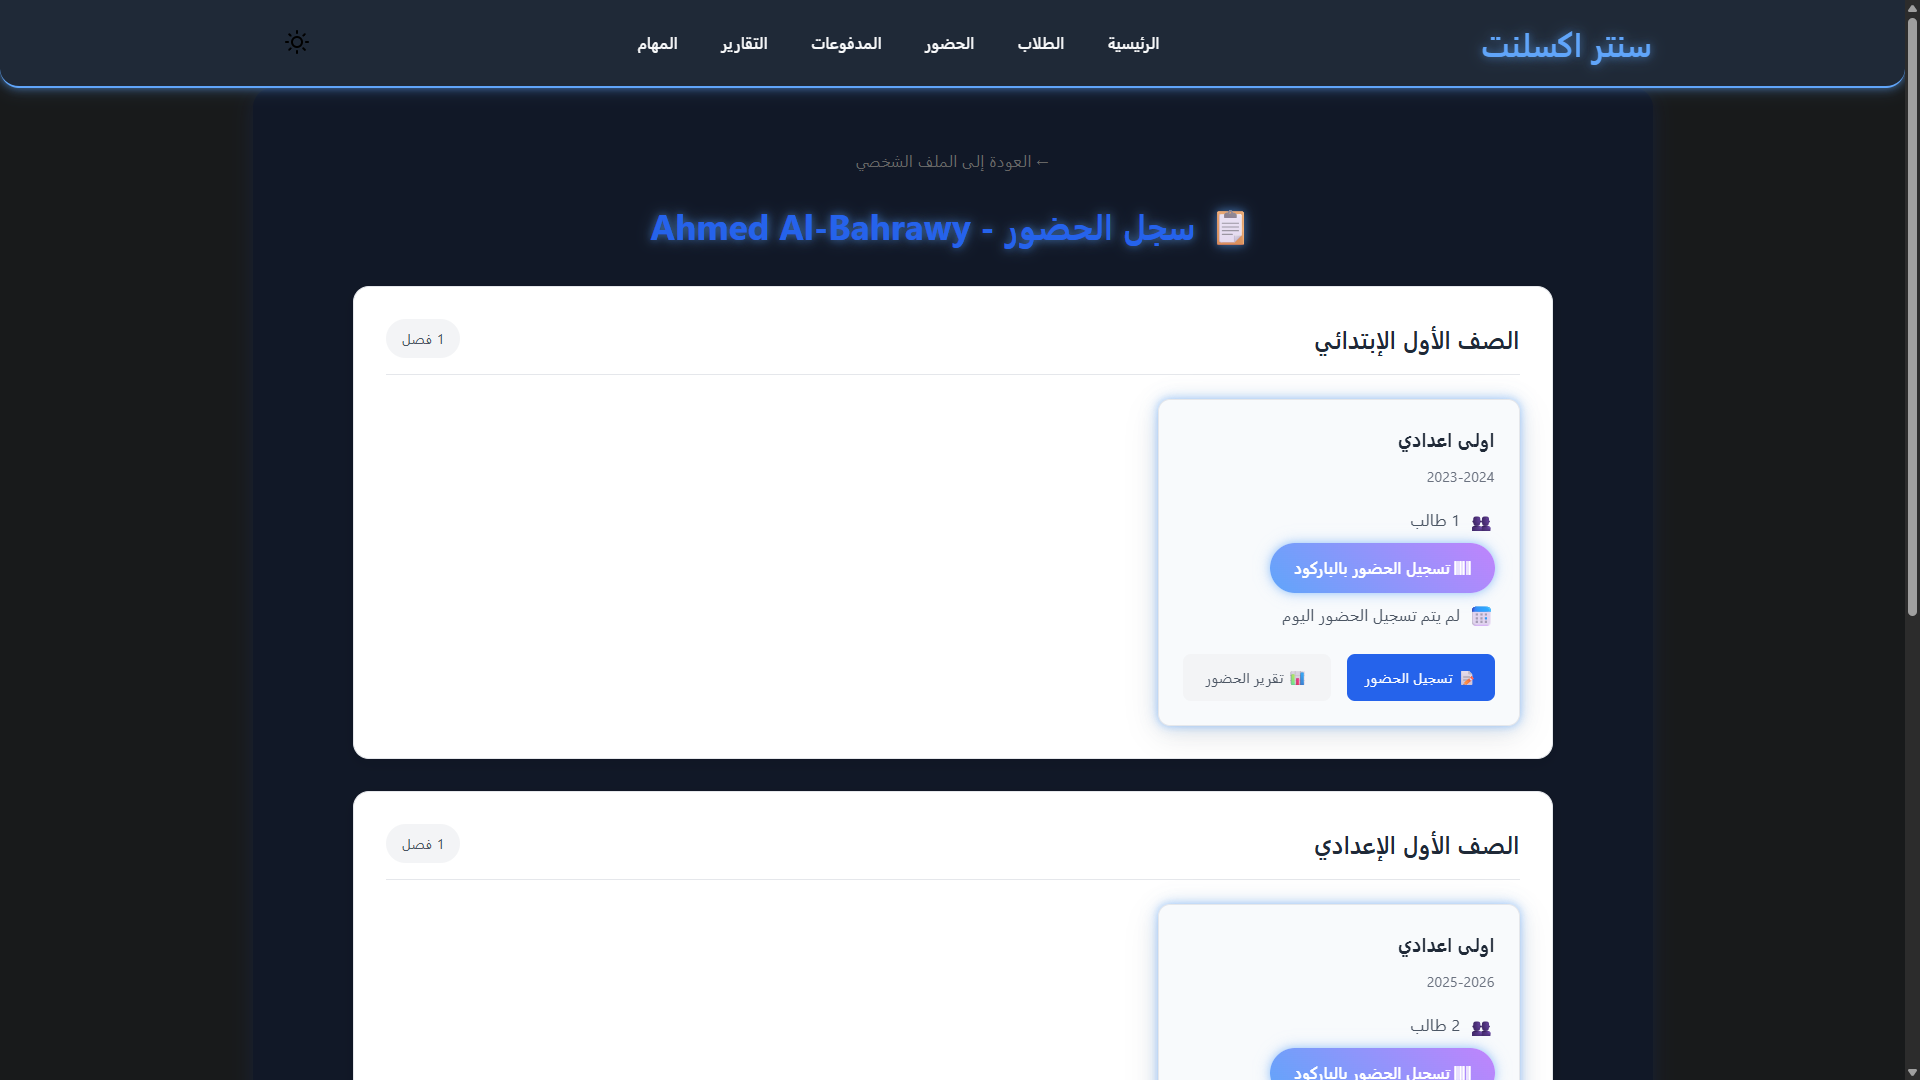 سنتر اكسلنت
الرئيسية
الطلاب
الحضور
المدفوعات
التقارير
المهام
← العودة إلى الملف الشخصي
📋 سجل الحضور - Ahmed Al-Bahrawy
الصف الأول الإبتدائي
1 فصل
اولى اعدادي
2023-2024
1 طالب
تسجيل الحضور بالباركود
لم يتم تسجيل الحضور اليوم
تسجيل الحضور
تقرير الحضور
الصف الأول الإعدادي
1 فصل
اولى اعدادي
2025-2026
2 طالب
تسجيل الحضور بالباركود